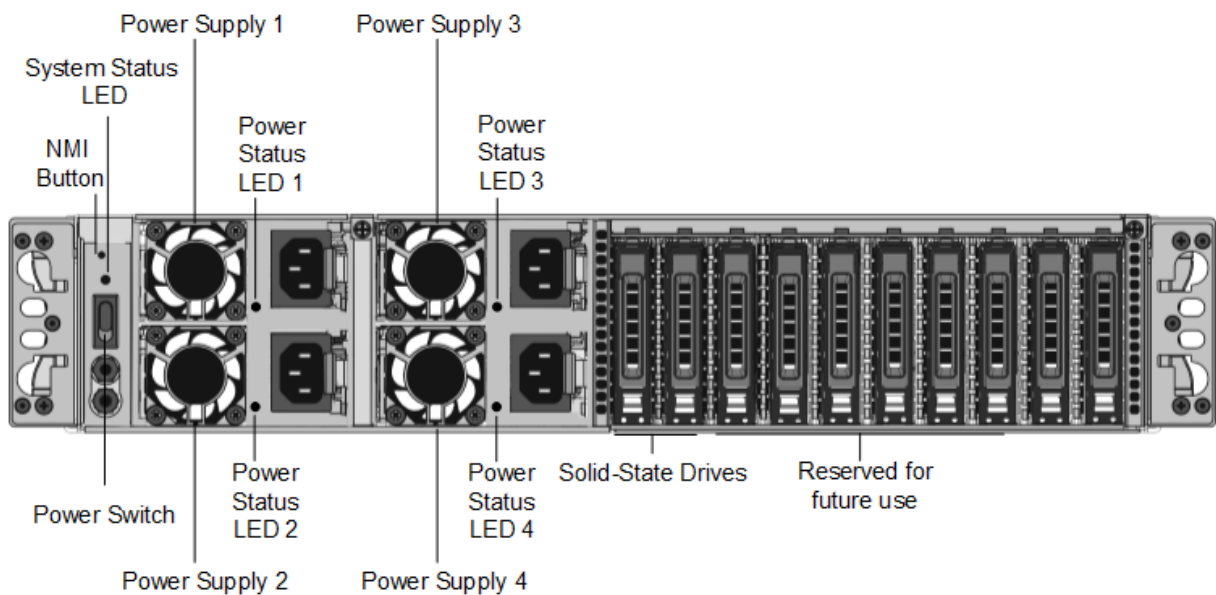 Power Supply 1
Power Supply 3
System Status
LED
Power
Status
LED 1
Power
Status
LED 3
NMI
Button
Solid-State Drives
Reserved for
future use
Power
Status
LED 2
Power
Status
LED 4
Power Switch
Power Supply 2
Power Supply 4